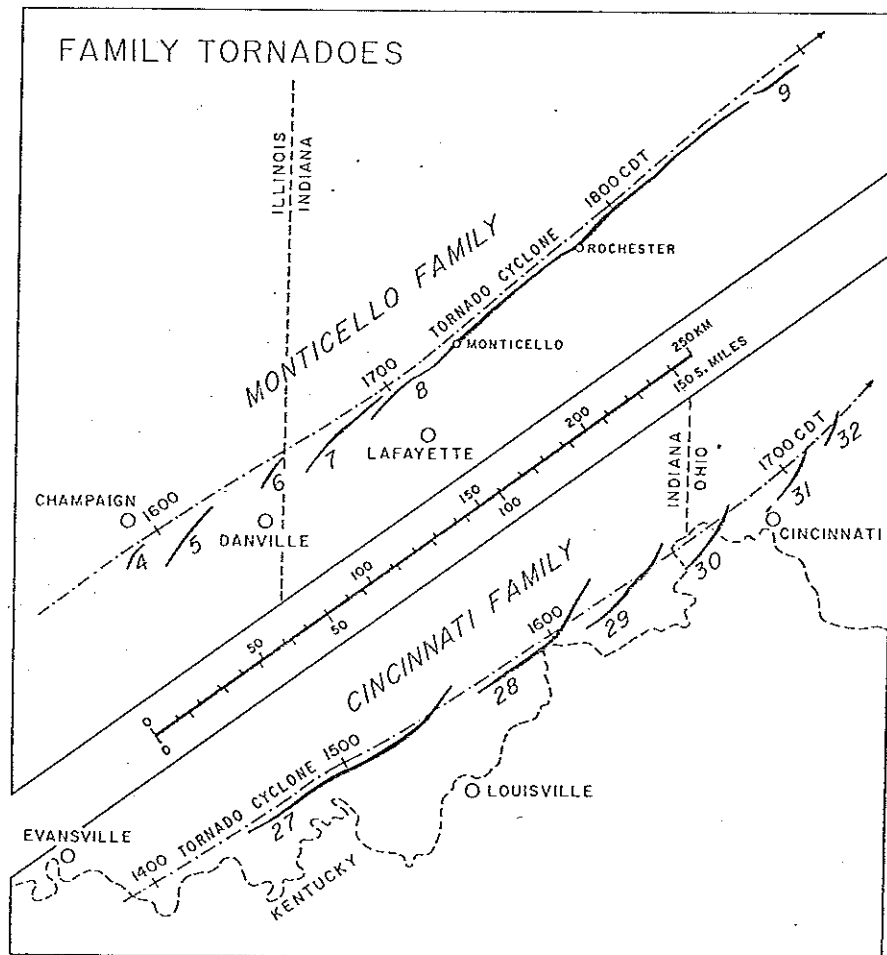 FAMILY TORNADOES
ILLINOIS
INDIANA
MONTICELLO FAMILY
TORNADO CYCLONE
1600
1700
1800 CDT
CHAMPAIGN
DANVILLE
LAFAYETTE
MONTICELLO
ROCHESTER
4
5
6
7
8
9
0
50
100
150
200
250 KM
0
50
100
150 S. MILES
CINCINNATI FAMILY
TORNADO CYCLONE
1400
1500
1600
1700 CDT
INDIANA
OHIO
CINCINNATI
LOUISVILLE
EVANSVILLE
KENTUCKY
27
28
29
30
31
32